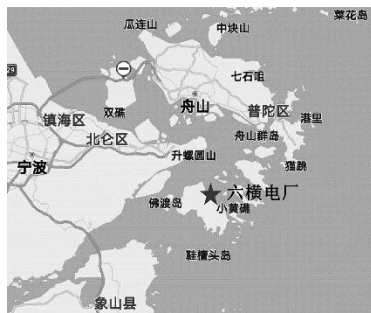 瓜连山
中块山
菜花岛
29
七石咀
双礁
舟山
普陀区
镇海区
港里
北仑区
舟山群岛
升螺圆山
宁波
猫跳
六横电厂
佛渡岛
小黄礁
鞋檀头岛
象山县